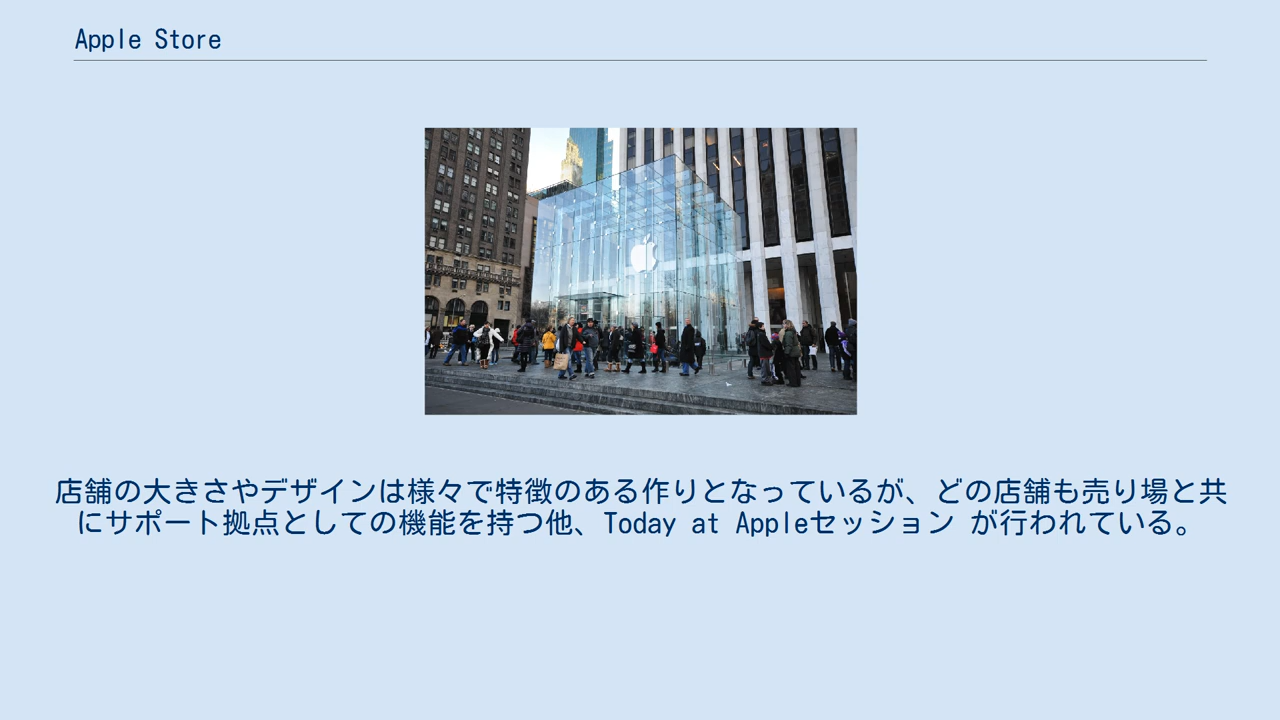 Apple Store
店舗の大きさやデザインは様々で特徴のある作りとなっているが、どの店舗も売り場と共
にサポート拠点としての機能を持つ他、Today at Appleセッション が行われている。